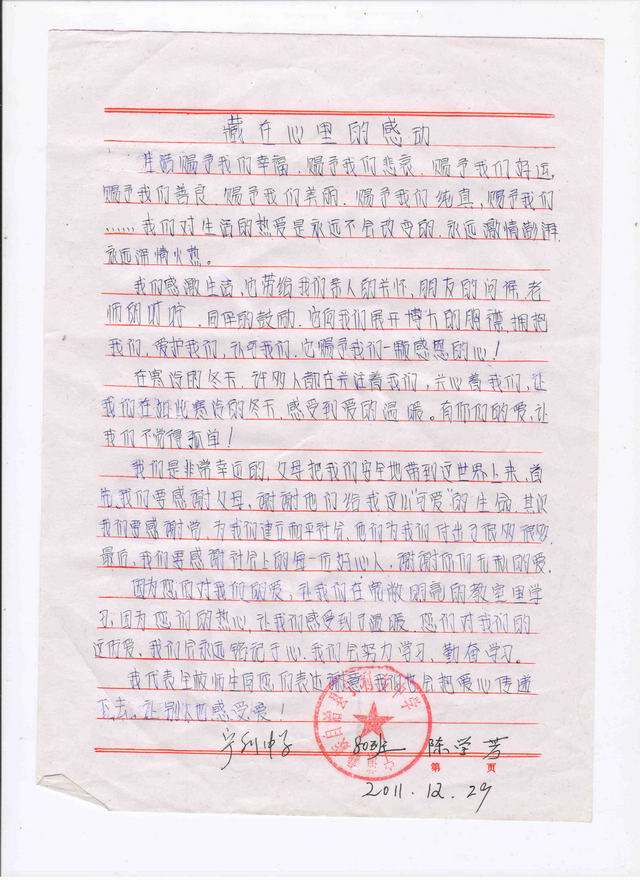 藏在心里的感动
生活赐予我们幸福，赐予我们悲哀，赐予我们好运，
赐予我们善良，赐予我们美丽，赐予我们纯真，赐予我们
……我们对生活的热爱是永远不会改变的，永远激情澎湃
永远深情火热。
我们感激生活，它带给我们亲人的关怀，朋友的问候，老
师的叮咛，同伴的鼓励，它向我们展开博大的胸襟，拥抱
我们，爱护我们，认可我们，它赐予我们一颗感恩的心！
在寒冷的冬天，许多人都在关注着我们，关心着我们，让
我们在如此寒冷的冬天，感受到爱的温暖。有你们的爱，让
我们不觉得孤单！
我们是非常幸运的，父母把我们安全地带到这世界上来，首
先，我们要感谢父母，谢谢他们给我这小“可爱”的生命，其次
我们要感谢党，为我们建立和平社会，他们为我们付出了很多很多，
最后，我们要感谢社会上的每一位好心人，谢谢你们无私的爱。
因为您们对我们的爱，让我们在宽敞明亮的教室里学
习，因为您们的热心，让我们感受到了温暖，您们对我们的
这份爱，我们会永远铭记于心，我们会努力学习、勤奋学习。
我代表全校师生向您们表达谢意，我们也会把爱心传递
下去，让别人也感受爱！
宁利中学 80班 陈学芳
第 页
2011.12.29